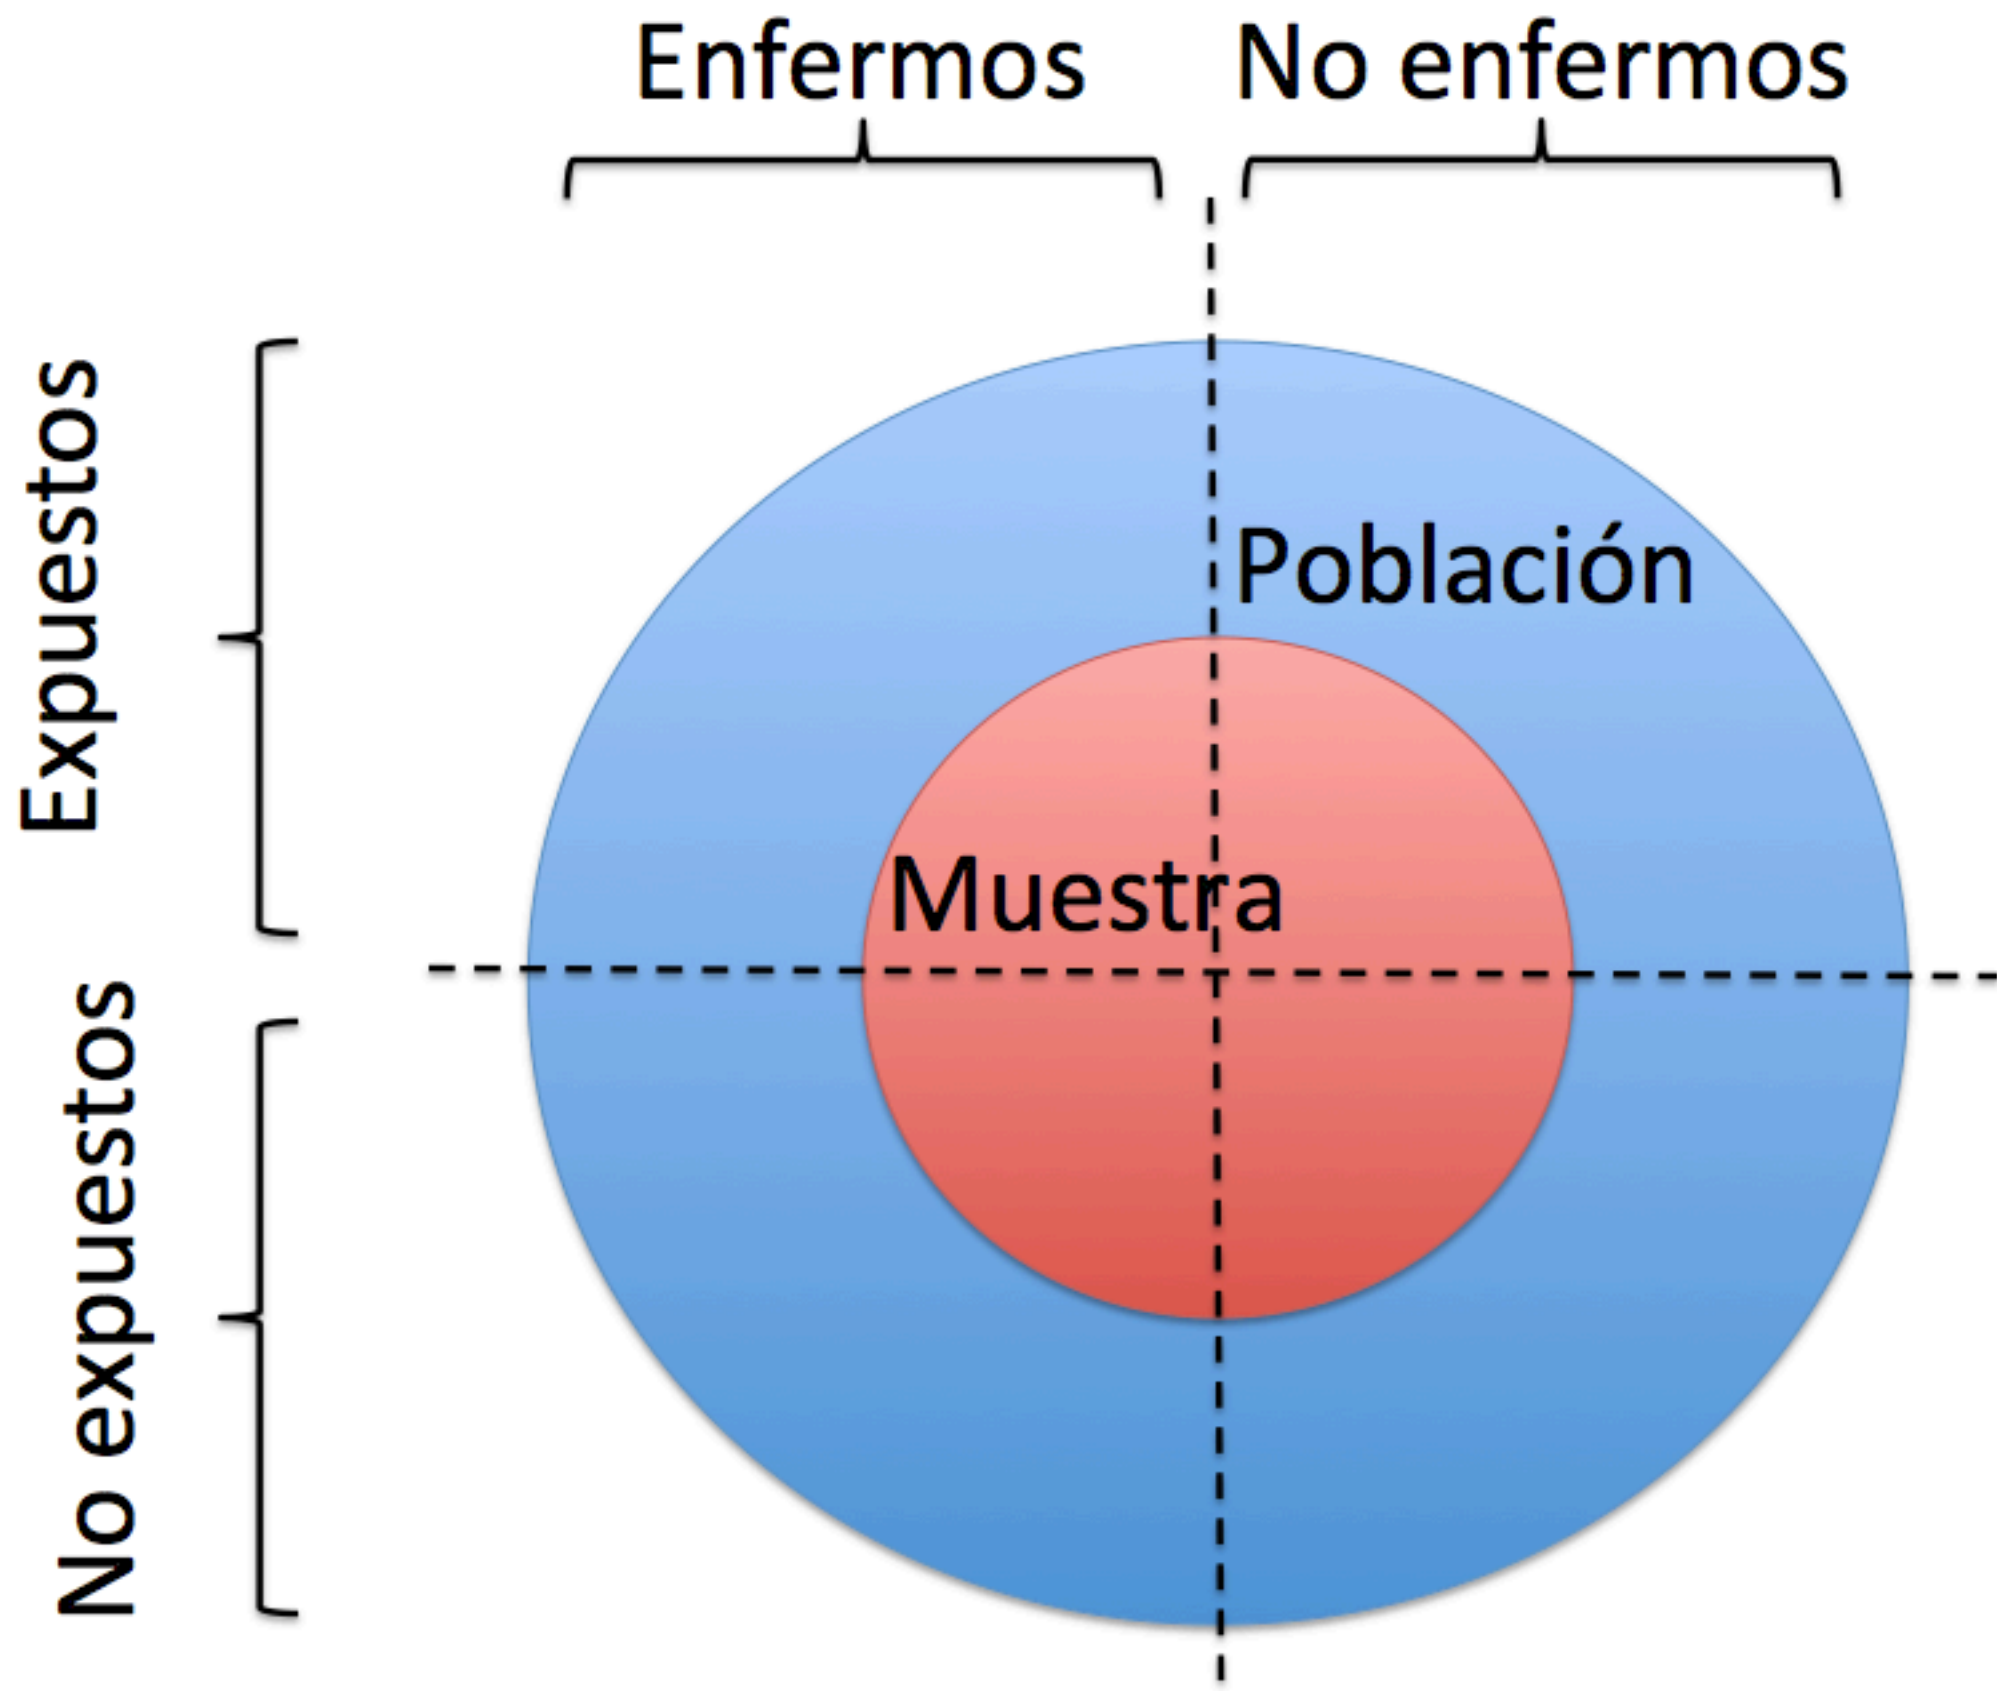 Enfermos
No enfermos
Expuestos
Población
Muestra
No expuestos